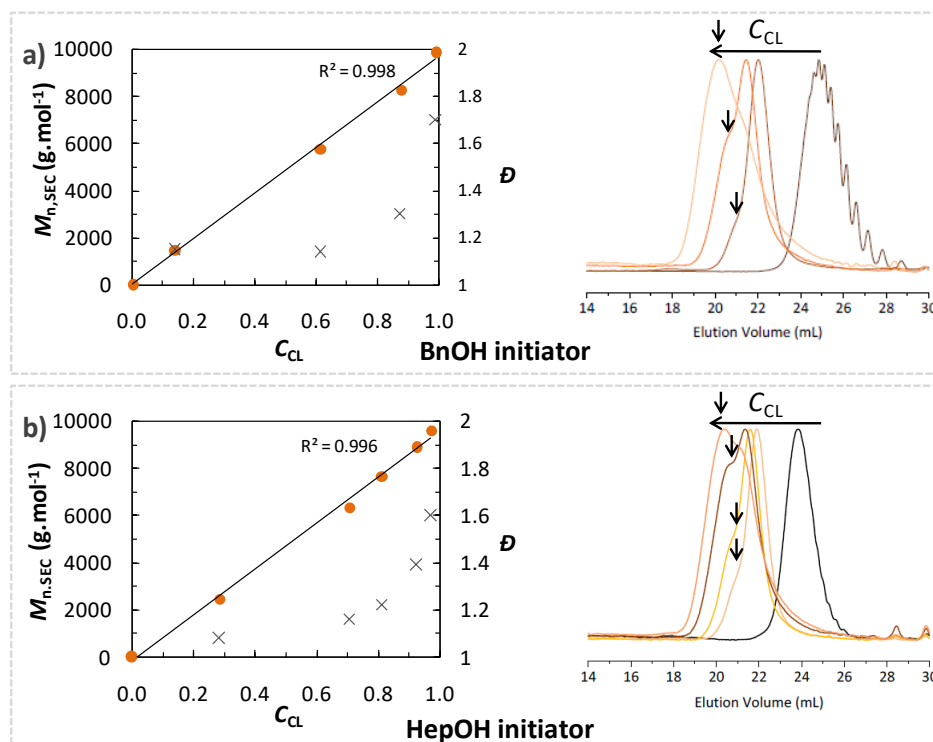 a)
R² = 0.998
10000
8000
6000
4000
2000
0
M n,SEC (g.mol⁻¹)
2
1.8
1.6
1.4
1.2
1
Đ
0.0 0.2 0.4 0.6 0.8 1.0
C CL
BnOH initiator
C CL
14 16 18 20 22 24 26 28 30
Elution Volume (mL)
b)
R² = 0.996
10000
8000
6000
4000
2000
0
M n.SEC (g.mol⁻¹)
2
1.8
1.6
1.4
1.2
1
Đ
0.0 0.2 0.4 0.6 0.8 1.0
C CL
HepOH initiator
C CL
14 16 18 20 22 24 26 28 30
Elution Volume (mL)